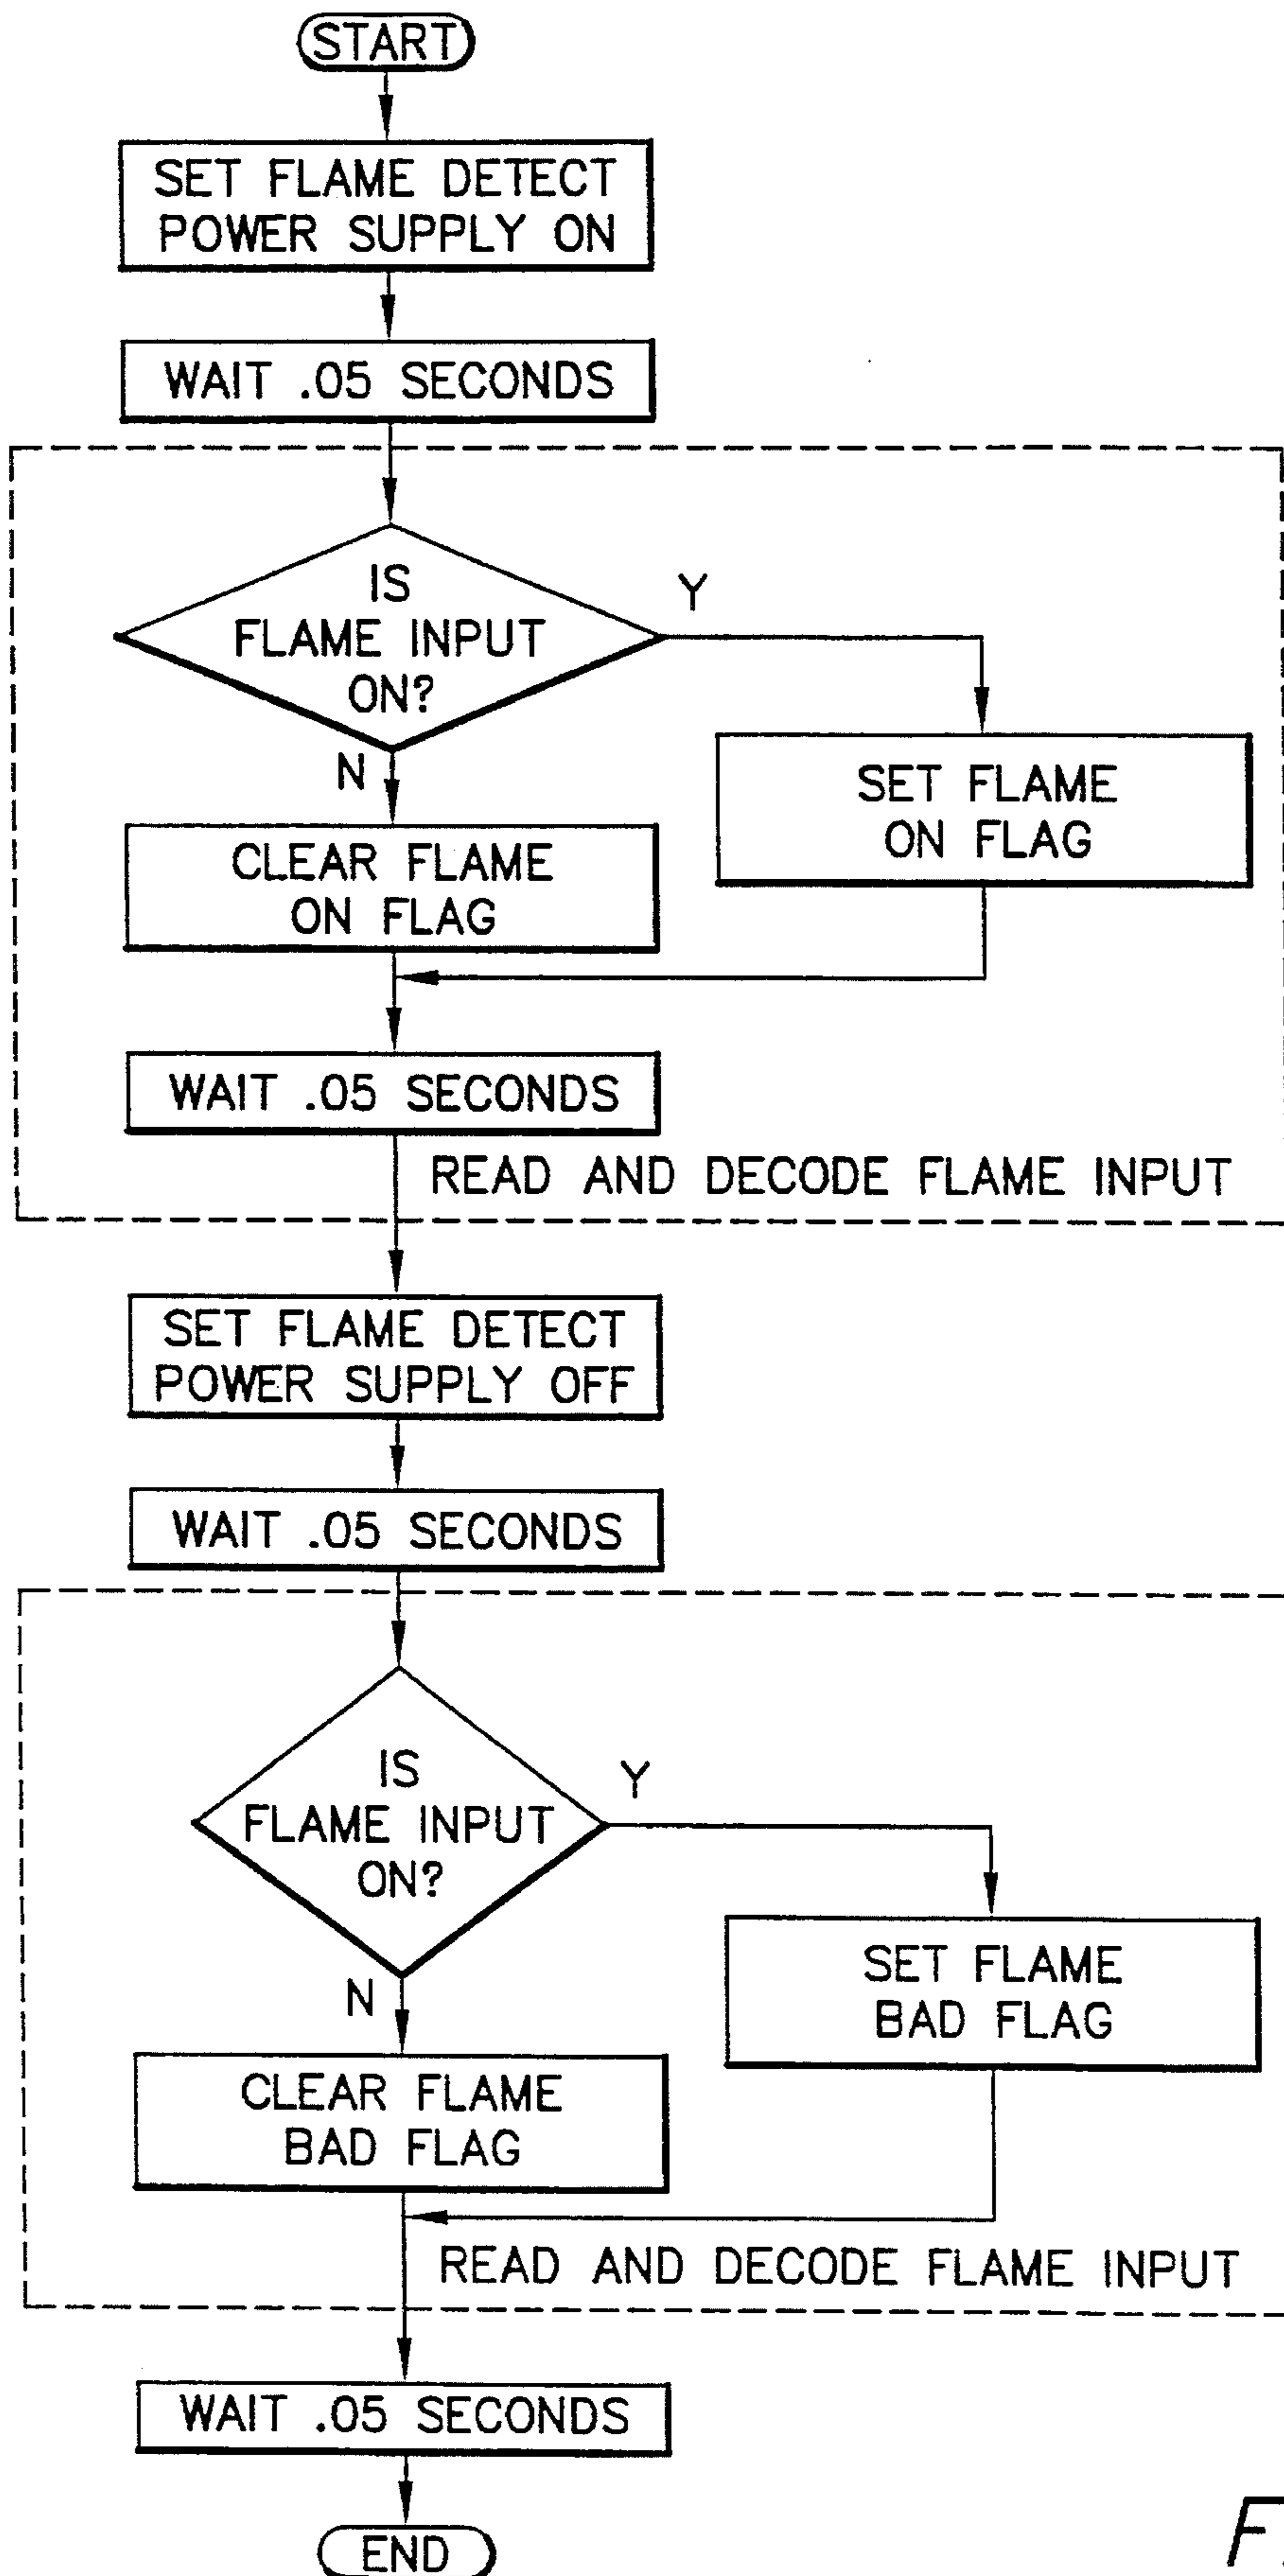 START
SET FLAME DETECT
POWER SUPPLY ON
WAIT .05 SECONDS
IS
FLAME INPUT
ON?
Y
N
SET FLAME
ON FLAG
CLEAR FLAME
ON FLAG
WAIT .05 SECONDS
READ AND DECODE FLAME INPUT
SET FLAME DETECT
POWER SUPPLY OFF
WAIT .05 SECONDS
IS
FLAME INPUT
ON?
Y
N
SET FLAME
BAD FLAG
CLEAR FLAME
BAD FLAG
READ AND DECODE FLAME INPUT
WAIT .05 SECONDS
END